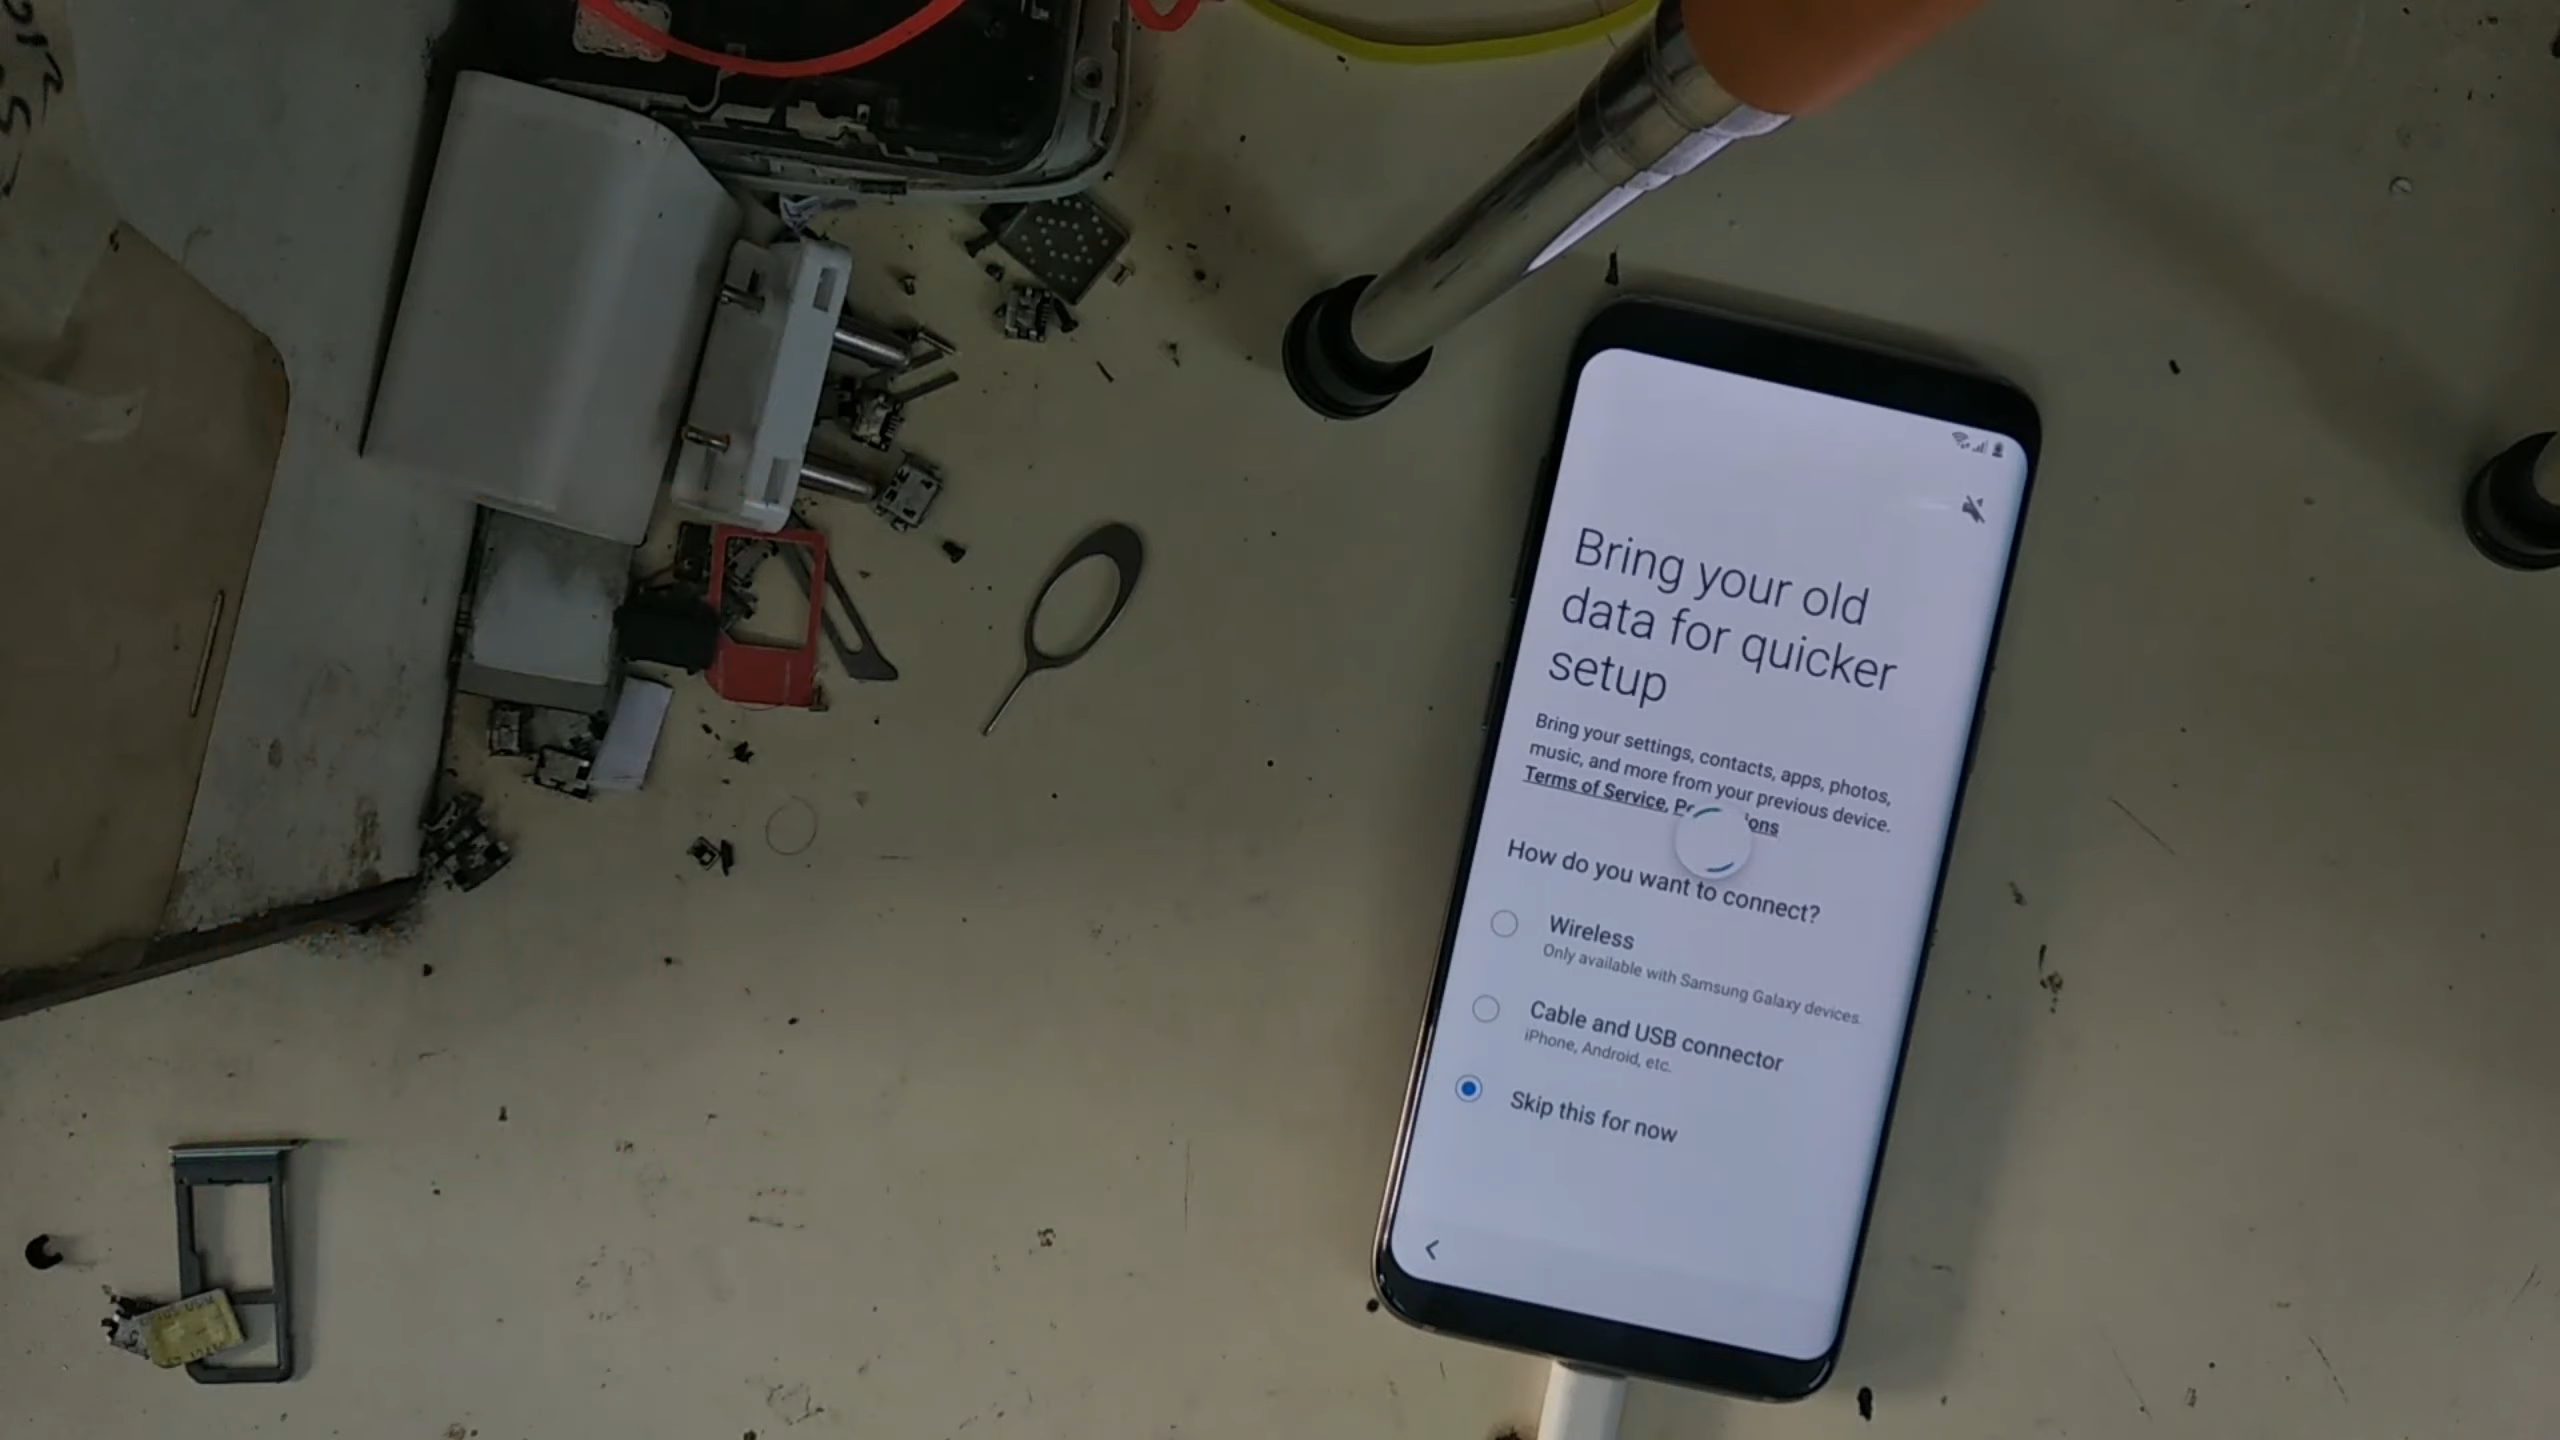 Bring your old
data for quicker
setup
Bring your settings, contacts, apps, photos,
music, and more from your previous device.
Terms of Service,
How do you want to connect?
Wireless
Only available with Samsung Galaxy devices.
Cable and USB connector
iPhone, Android, etc.
Skip this for now